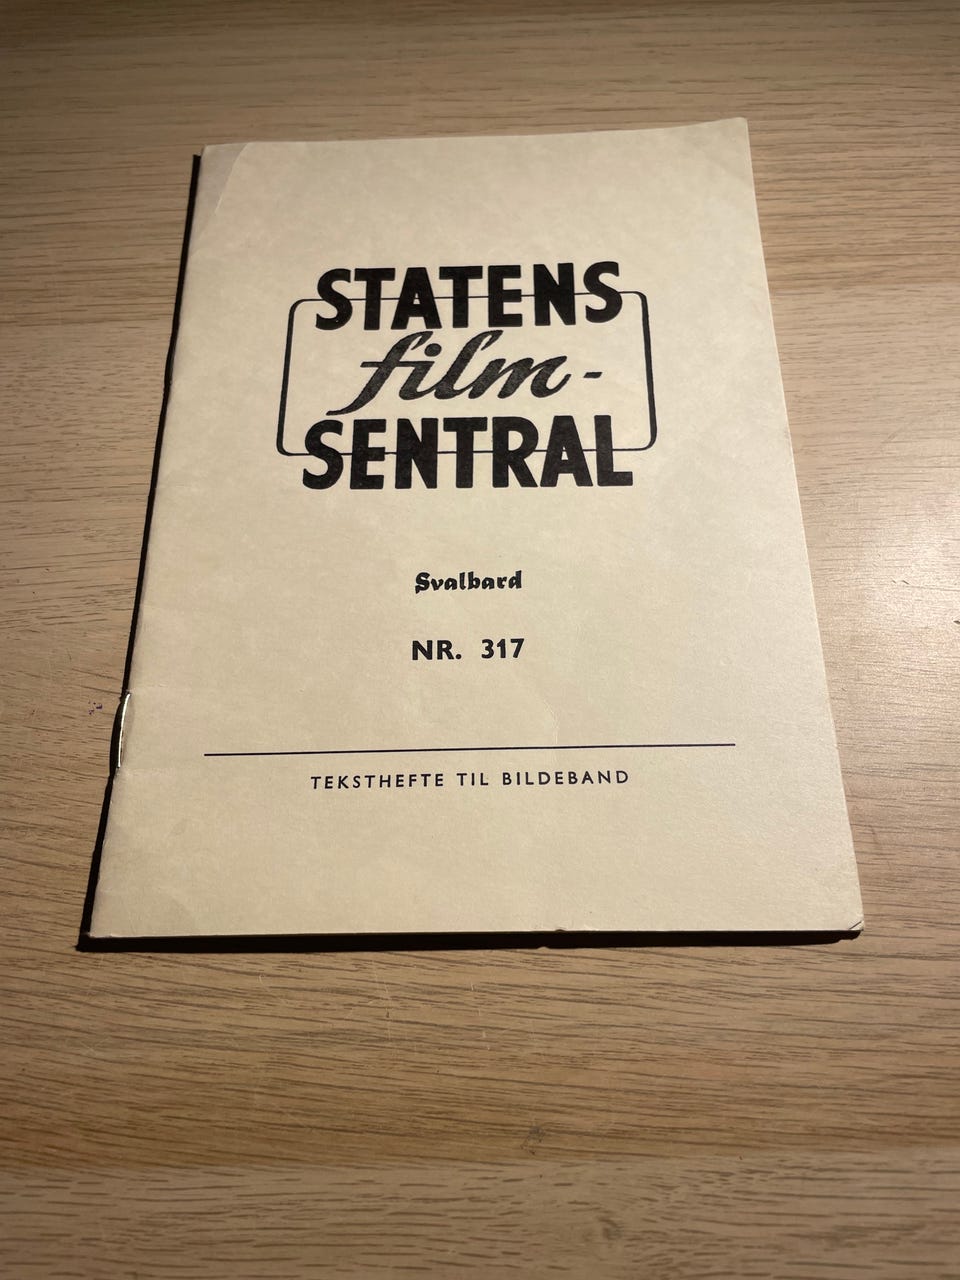 STATENS
film-
SENTRAL
Svalbard
NR. 317
TEKSTHEFTE TIL BILDEBAND